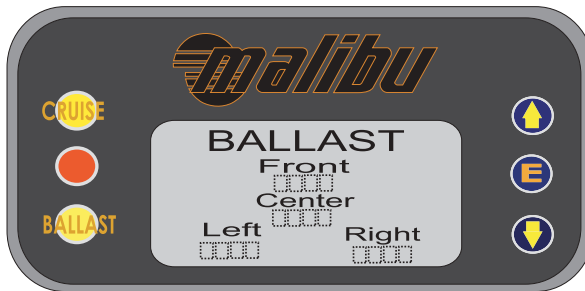 malibu
CRUISE
BALLAST
BALLAST
Front
Center
Left
Right
E